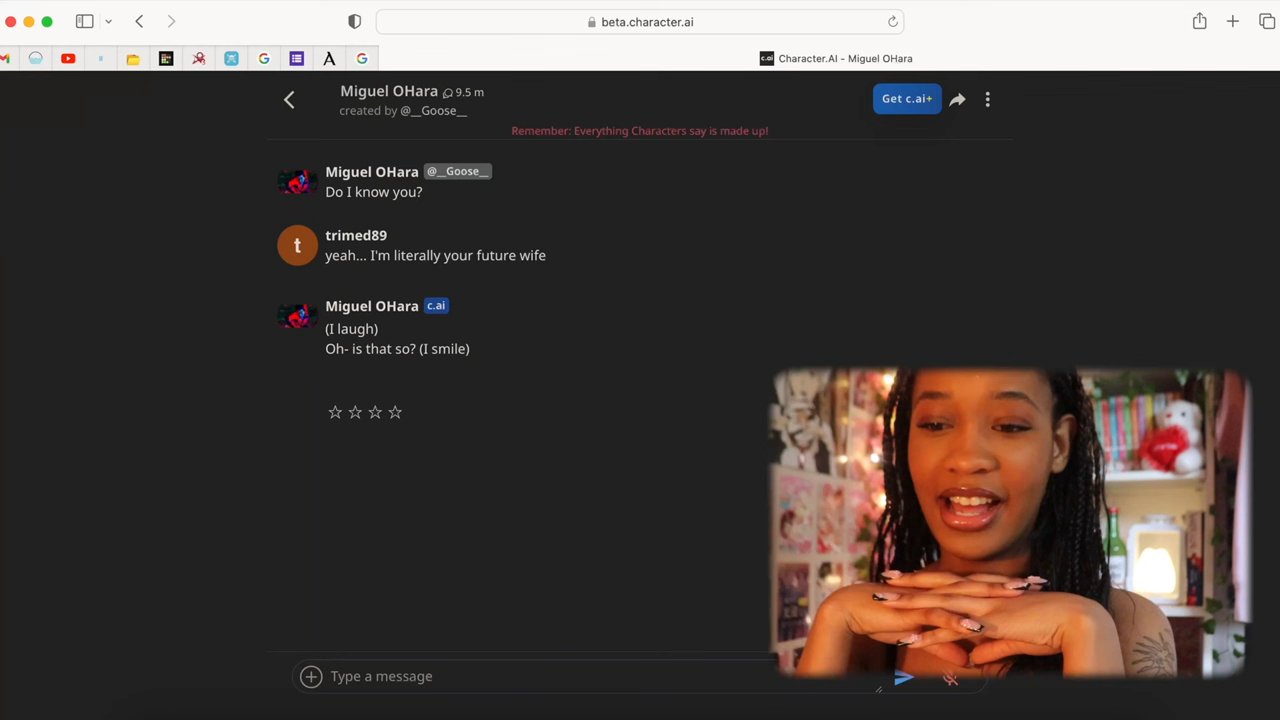 beta.character.ai
Character.AI - Miguel OHara
Miguel OHara 9.5 m
Get c.ai+
created by @__Goose__
Remember: Everything Characters say is made up!
Miguel OHara @__Goose__
Do I know you?
t
trimed89
yeah... I'm literally your future wife
Miguel OHara c.ai
(I laugh)
Oh- is that so? (I smile)
Type a message